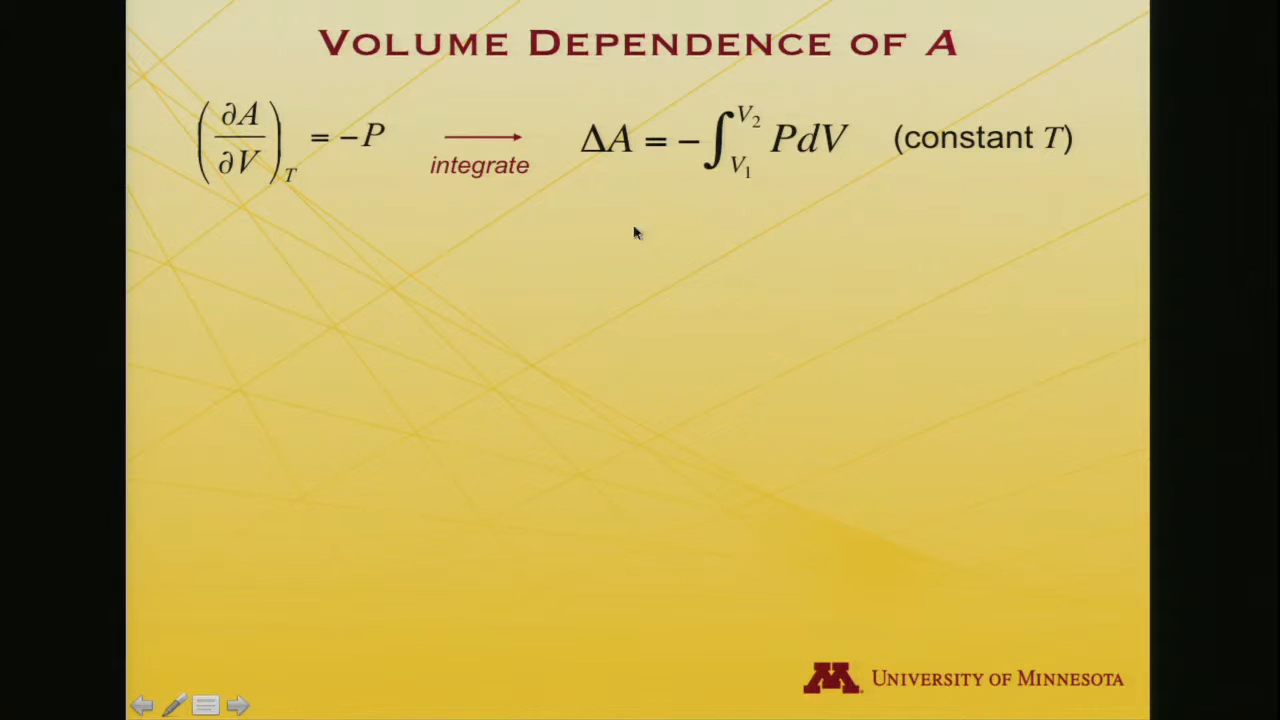 VOLUME DEPENDENCE OF A
(∂A/∂V)_T = −P integrate ΔA = −∫_{V₁}^{V₂} PdV (constant T)
UNIVERSITY OF MINNESOTA